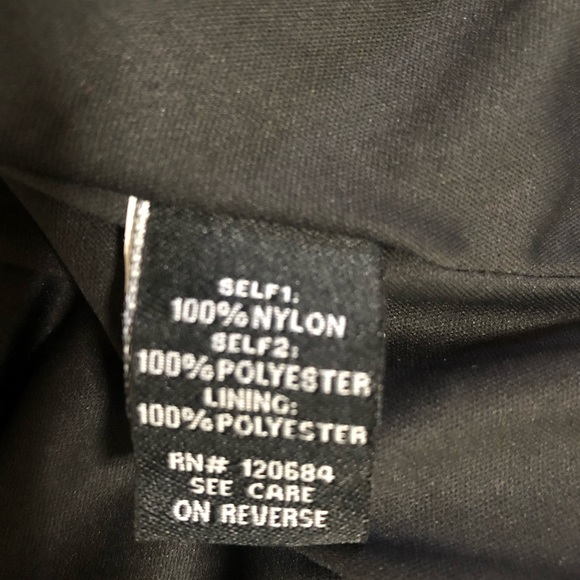 SELF1:
100% NYLON
SELF2:
100% POLYESTER
LINING:
100% POLYESTER
RN# 120684
SEE CARE
ON REVERSE